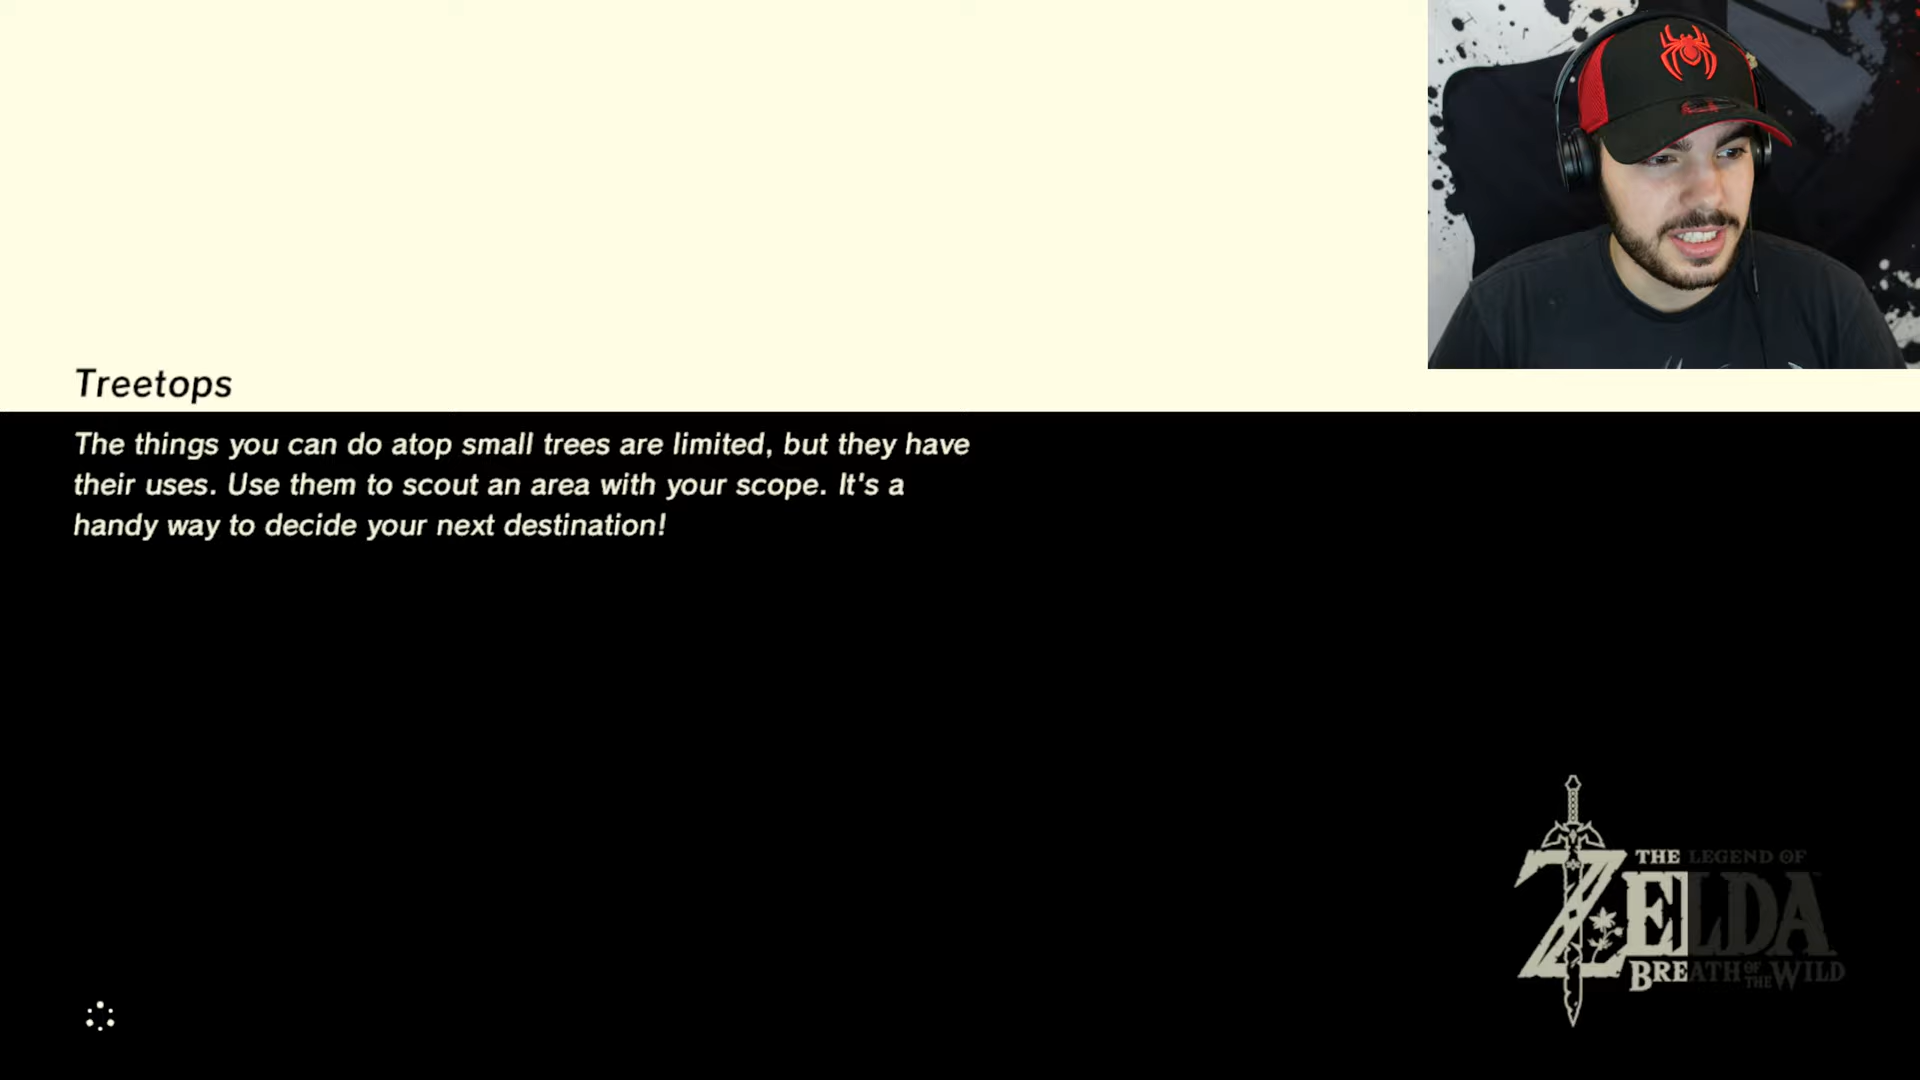 Treetops
The things you can do atop small trees are limited, but they have
their uses. Use them to scout an area with your scope. It's a
handy way to decide your next destination!
THE LEGEND OF
ZELDA
BREATH OF THE WILD